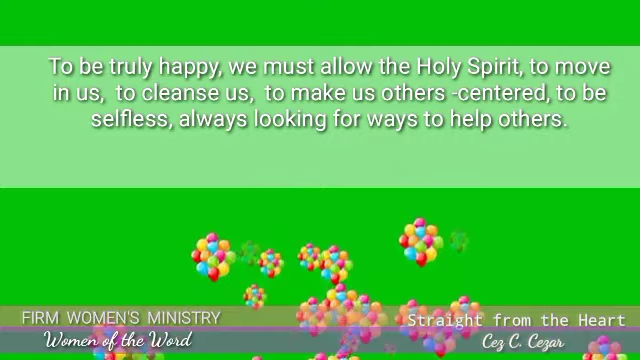 To be truly happy, we must allow the Holy Spirit, to move
in us,  to cleanse us,  to make us others -centered, to be
selfless, always looking for ways to help others.
FIRM WOMEN'S MINISTRY
Women of the Word
Straight from the Heart
Cez C. Cezar